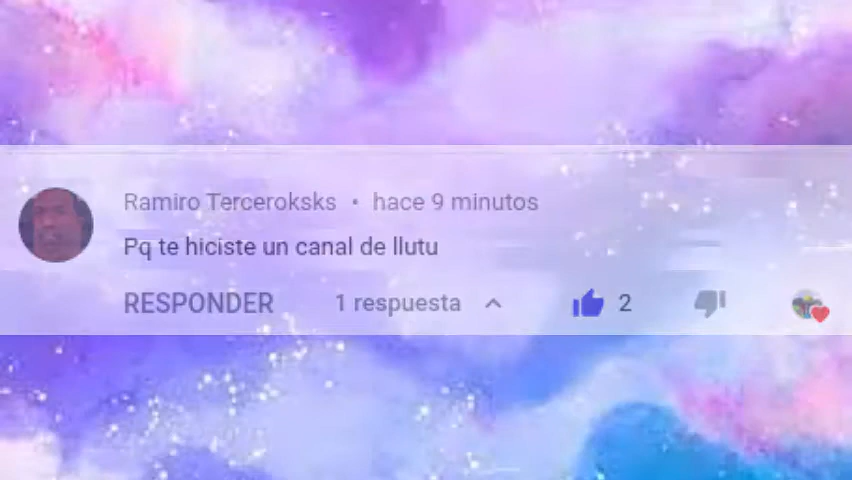 Ramiro Terceroksks • hace 9 minutos
Pq te hiciste un canal de llutu
RESPONDER 1 respuesta 2